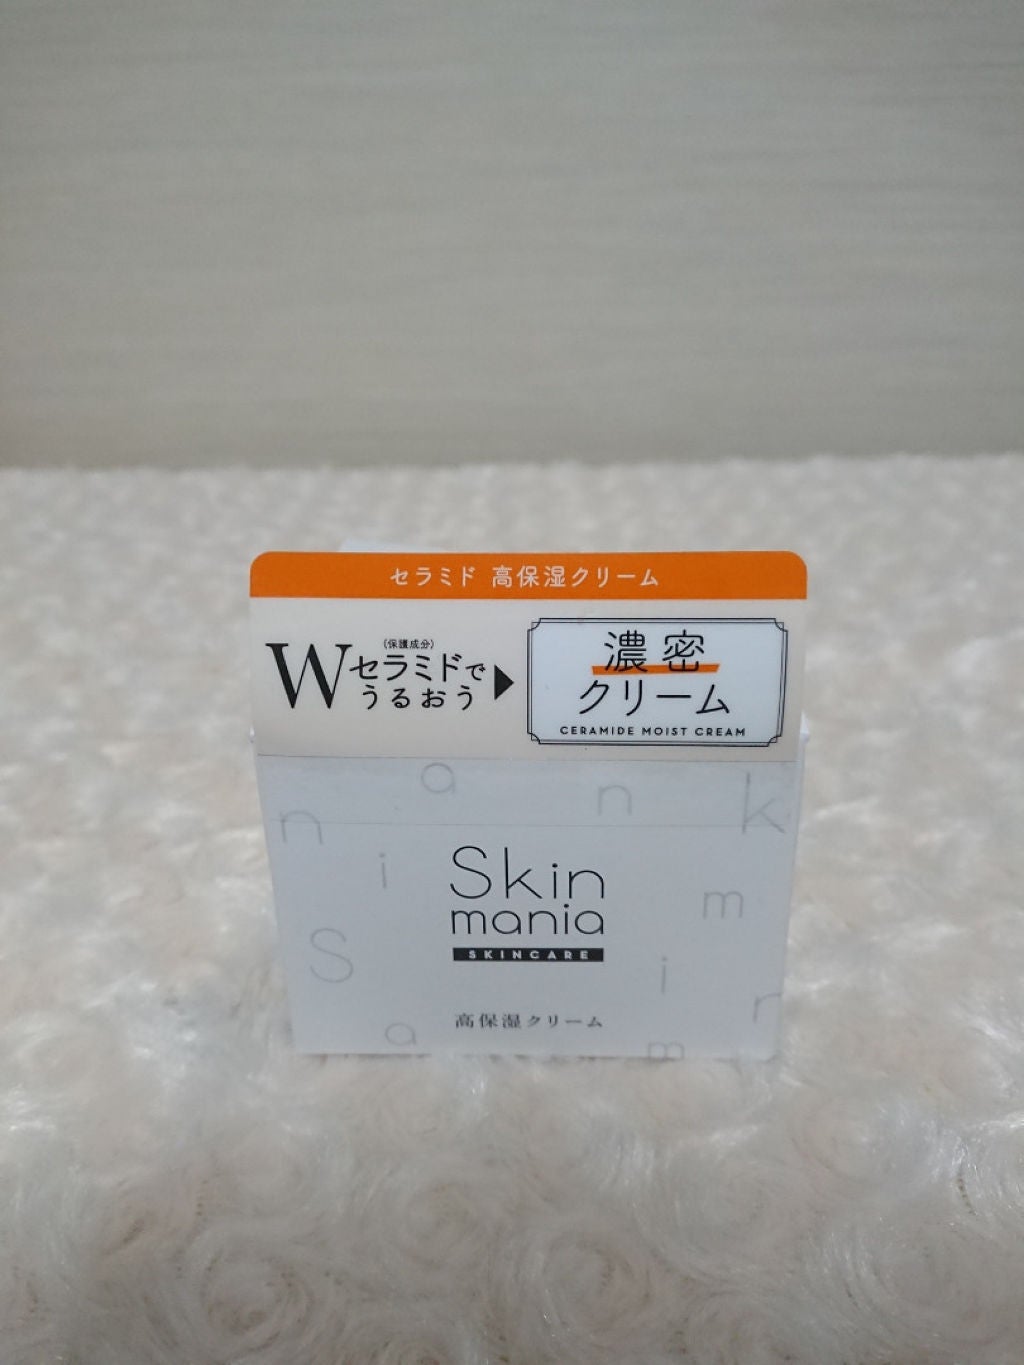 セラミド 高保湿クリーム
(保護成分)
Wセラミドで
うるおう
濃密
クリーム
CERAMIDE MOIST CREAM
a
n
k
n
i
Skin
mania
m
SKINCARE
S
i
r
高保湿クリーム
a
m